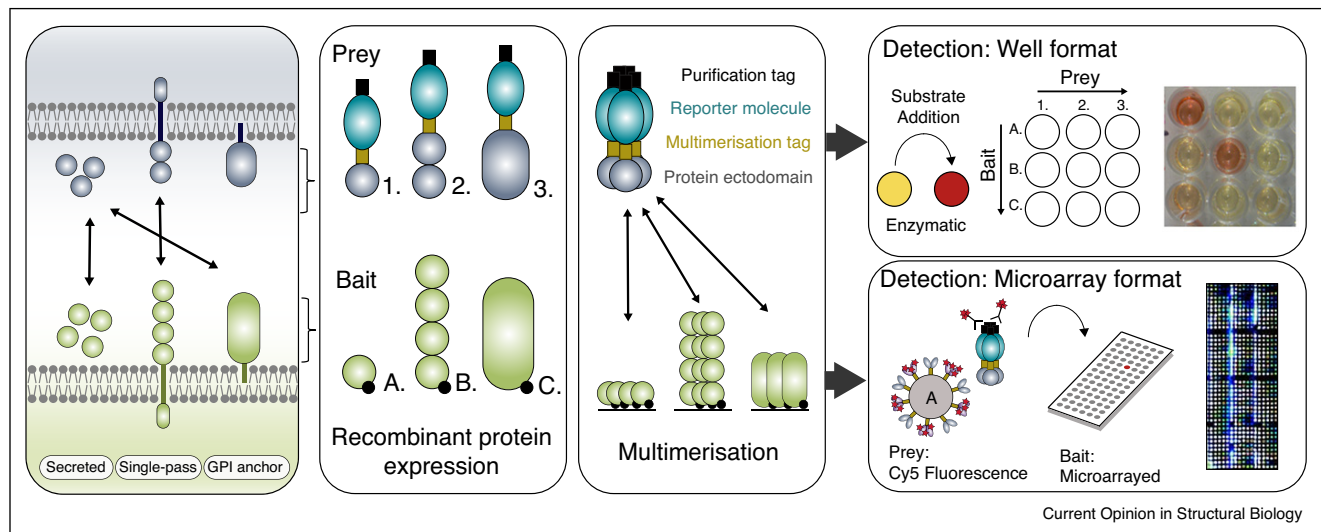 Secreted
Single-pass
GPI anchor
Prey
1.
2.
3.
Bait
A.
B.
C.
Recombinant protein
expression
Purification tag
Reporter molecule
Multimerisation tag
Protein ectodomain
Multimerisation
Detection: Well format
Substrate
Addition
Enzymatic
Prey
1.
2.
3.
Bait
A.
B.
C.
Detection: Microarray format
A
Prey:
Cy5 Fluorescence
Bait:
Microarrayed
Current Opinion in Structural Biology